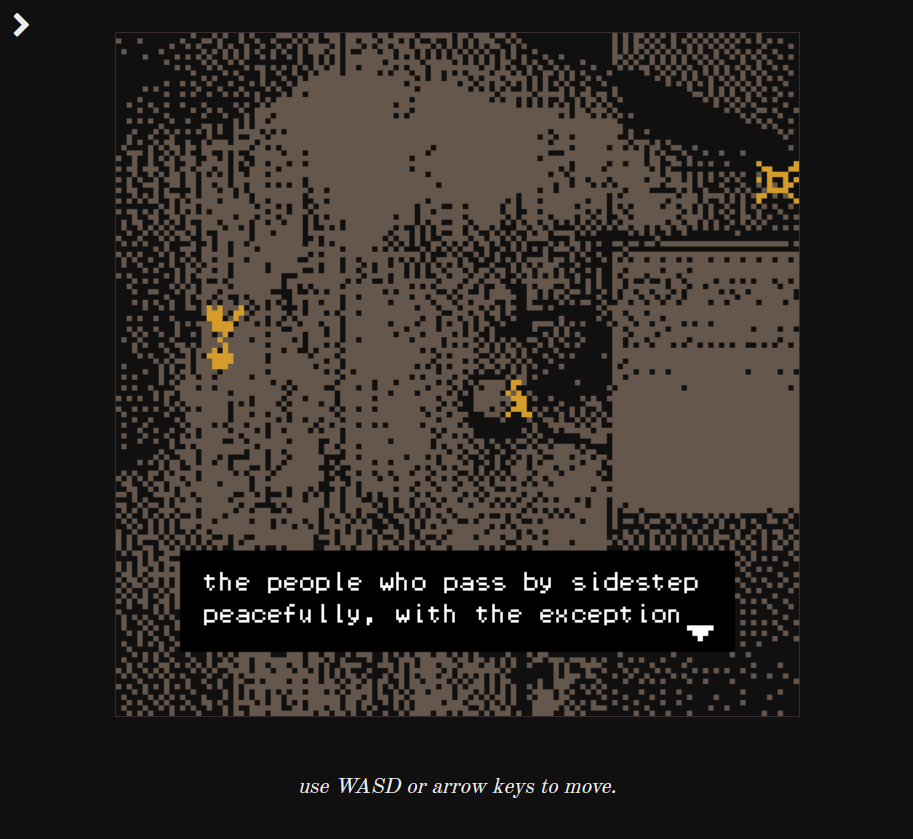 the people who pass by sidestep
peacefully, with the exception
use WASD or arrow keys to move.